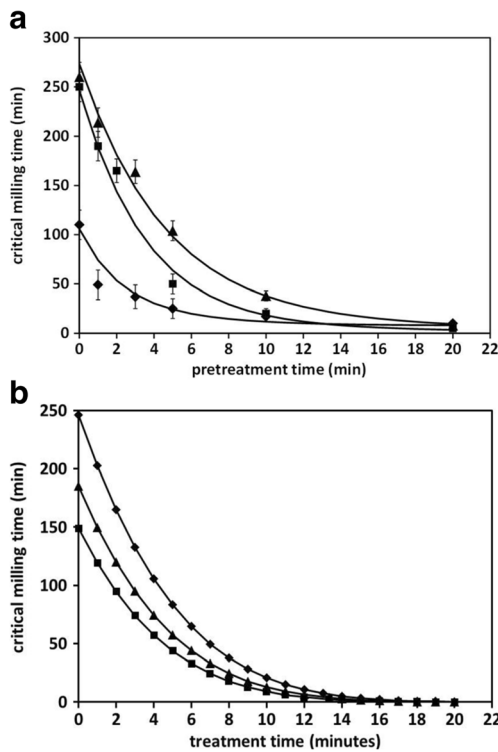 a
300
250
200
150
100
50
0
critical milling time (min)
0 2 4 6 8 10 12 14 16 18 20 22
pretreatment time (min)
b
250
200
150
100
50
0
critical milling time (min)
0 2 4 6 8 10 12 14 16 18 20 22
treatment time (minutes)